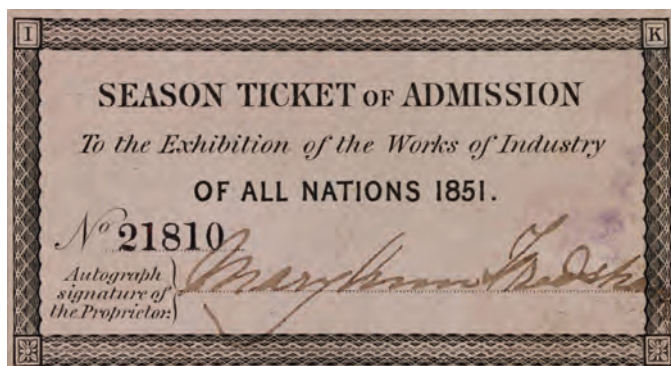 I K
SEASON TICKET OF ADMISSION
To the Exhibition of the Works of Industry
OF ALL NATIONS 1851.
No 21810
Autograph
signature of
the Proprietor.
Mary Ann